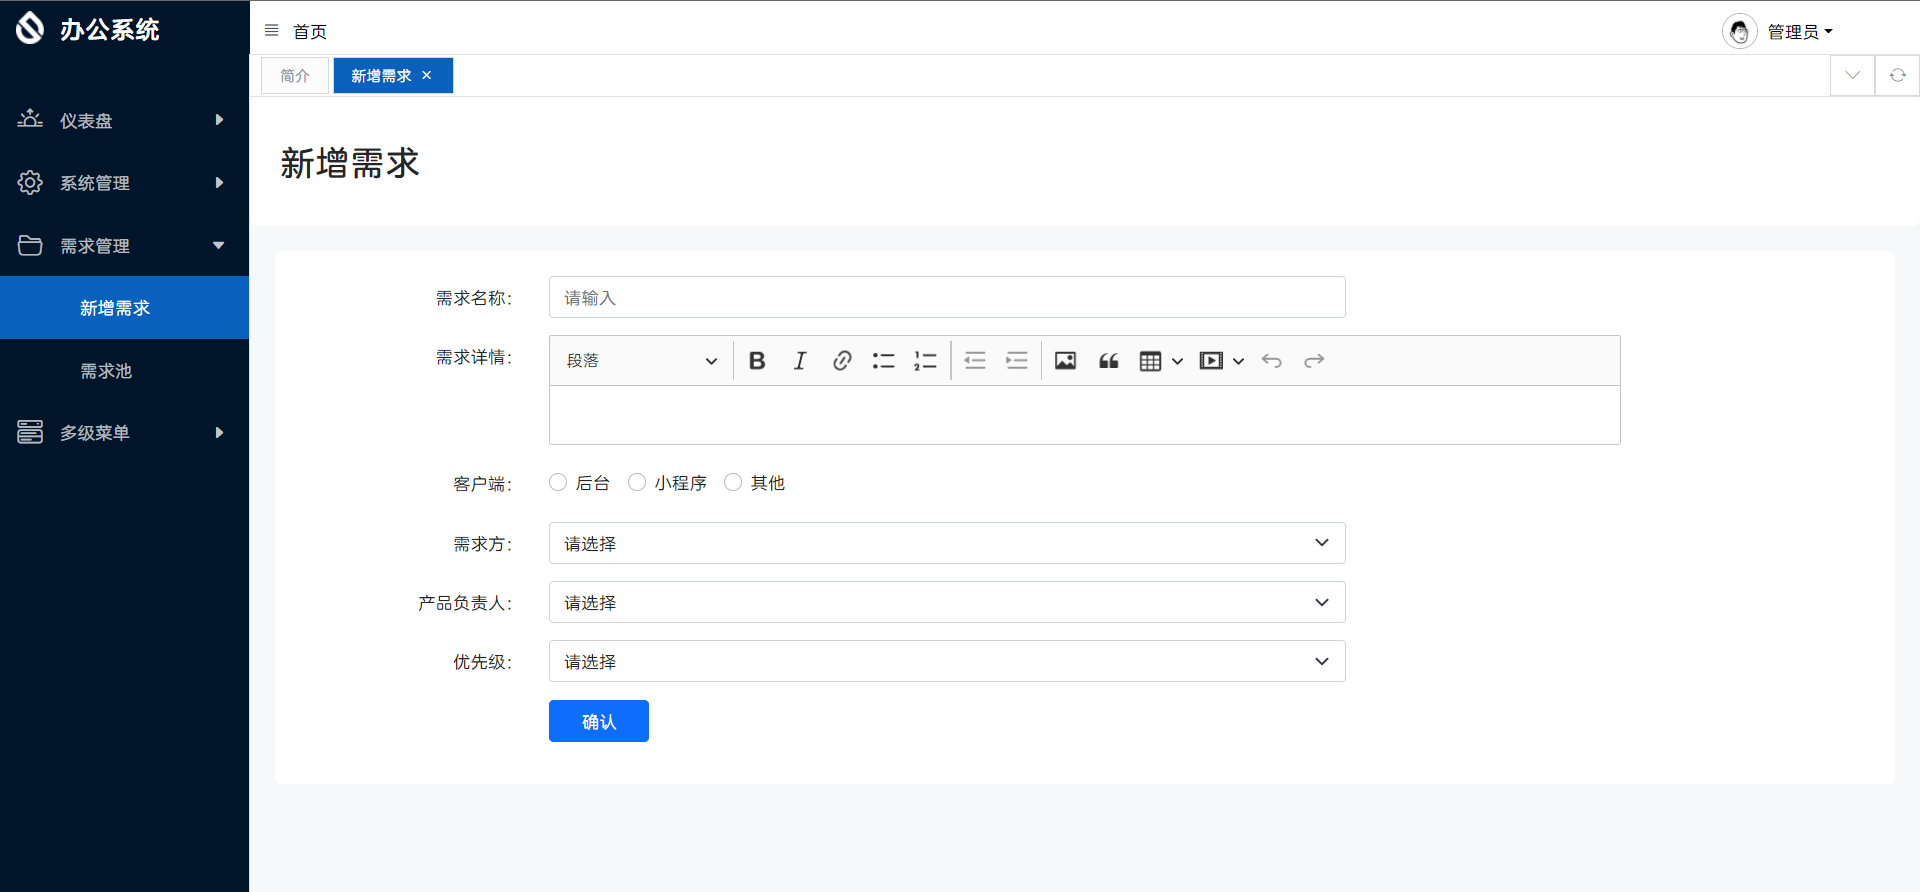 办公系统
首页
管理员
简介
新增需求
仪表盘
系统管理
需求管理
新增需求
需求池
多级菜单
新增需求
需求名称：
请输入
需求详情：
段落
客户端：
后台 小程序 其他
需求方：
请选择
产品负责人：
请选择
优先级：
请选择
确认